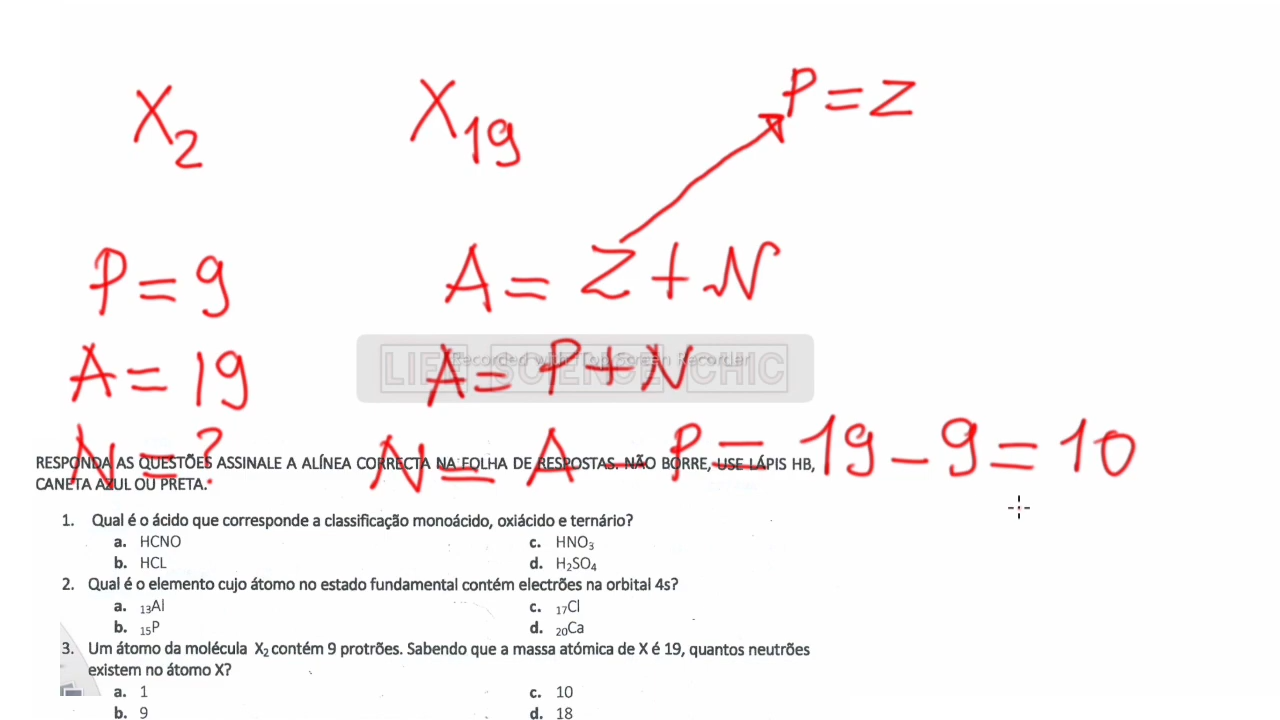 X₂ X₁₉ P = Z
P = 9 A = Z + N
A = 19 A = P + N
LIFE SCIENCE CHIC
N = ? N = A - P = 19 - 9 = 10
RESPONDA AS QUESTÕES ASSINALE A ALÍNEA CORRECTA NA FOLHA DE RESPOSTAS. NÃO BORRE, USE LÁPIS HB,
CANETA AZUL OU PRETA.
1. Qual é o ácido que corresponde a classificação monoácido, oxiácido e ternário?
a. HCNO c. HNO₃
b. HCL d. H₂SO₄
2. Qual é o elemento cujo átomo no estado fundamental contém electrões na orbital 4s?
a. ₁₃Al c. ₁₇Cl
b. ₁₅P d. ₂₀Ca
3. Um átomo da molécula X₂ contém 9 protrões. Sabendo que a massa atómica de X é 19, quantos neutrões
existem no átomo X?
a. 1 c. 10
b. 9 d. 18